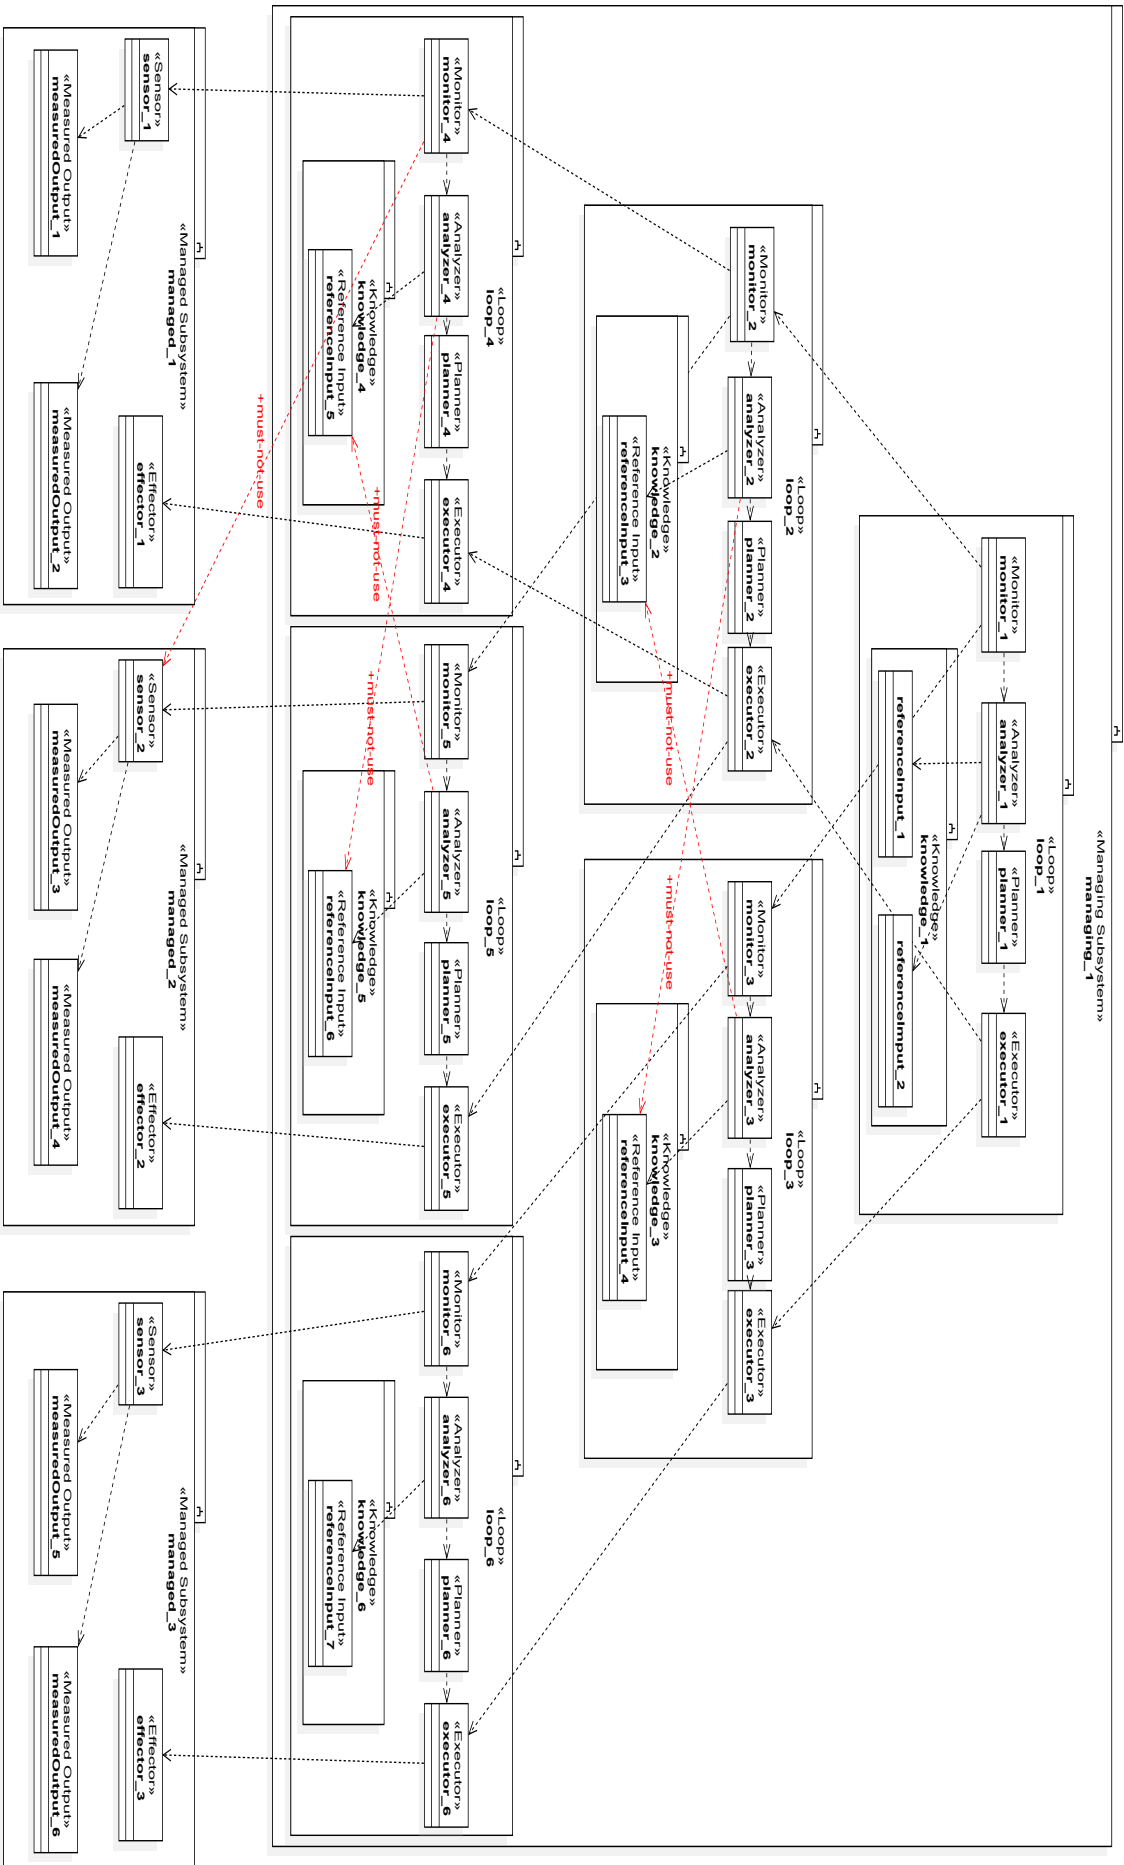 «Managing Subsystem»
managing_1
«Loop»
loop_1
«Monitor»
monitor_1
«Analyzer»
analyzer_1
«Planner»
planner_1
«Executor»
executor_1
«Knowledge»
knowledge_1
referenceInput_1
referenceImput_2
«Loop»
loop_2
«Monitor»
monitor_2
«Analyzer»
analyzer_2
«Planner»
planner_2
«Executor»
executor_2
«Knowledge»
knowledge_2
«Reference Input»
referenceInput_3
+must-not-use
«Loop»
loop_3
«Monitor»
monitor_3
«Analyzer»
analyzer_3
«Planner»
planner_3
«Executor»
executor_3
«Knowledge»
knowledge_3
«Reference Input»
referenceInput_4
+must-not-use
«Loop»
loop_4
«Monitor»
monitor_4
«Analyzer»
analyzer_4
«Planner»
planner_4
«Executor»
executor_4
«Knowledge»
knowledge_4
«Reference Input»
referenceInput_5
+must-not-use
«Loop»
loop_5
«Monitor»
monitor_5
«Analyzer»
analyzer_5
«Planner»
planner_5
«Executor»
executor_5
«Knowledge»
knowledge_5
«Reference Input»
referenceInput_6
+must-not-use
«Loop»
loop_6
«Monitor»
monitor_6
«Analyzer»
analyzer_6
«Planner»
planner_6
«Executor»
executor_6
«Knowledge»
knowledge_6
«Reference Input»
referenceInput_7
+must-not-use
«Managed Subsystem»
managed_1
«Sensor»
sensor_1
«Effector»
effector_1
«Measured Output»
measuredOutput_1
«Measured Output»
measuredOutput_2
«Managed Subsystem»
managed_2
«Sensor»
sensor_2
«Effector»
effector_2
«Measured Output»
measuredOutput_3
«Measured Output»
measuredOutput_4
«Managed Subsystem»
managed_3
«Sensor»
sensor_3
«Effector»
effector_3
«Measured Output»
measuredOutput_5
«Measured Output»
measuredOutput_6